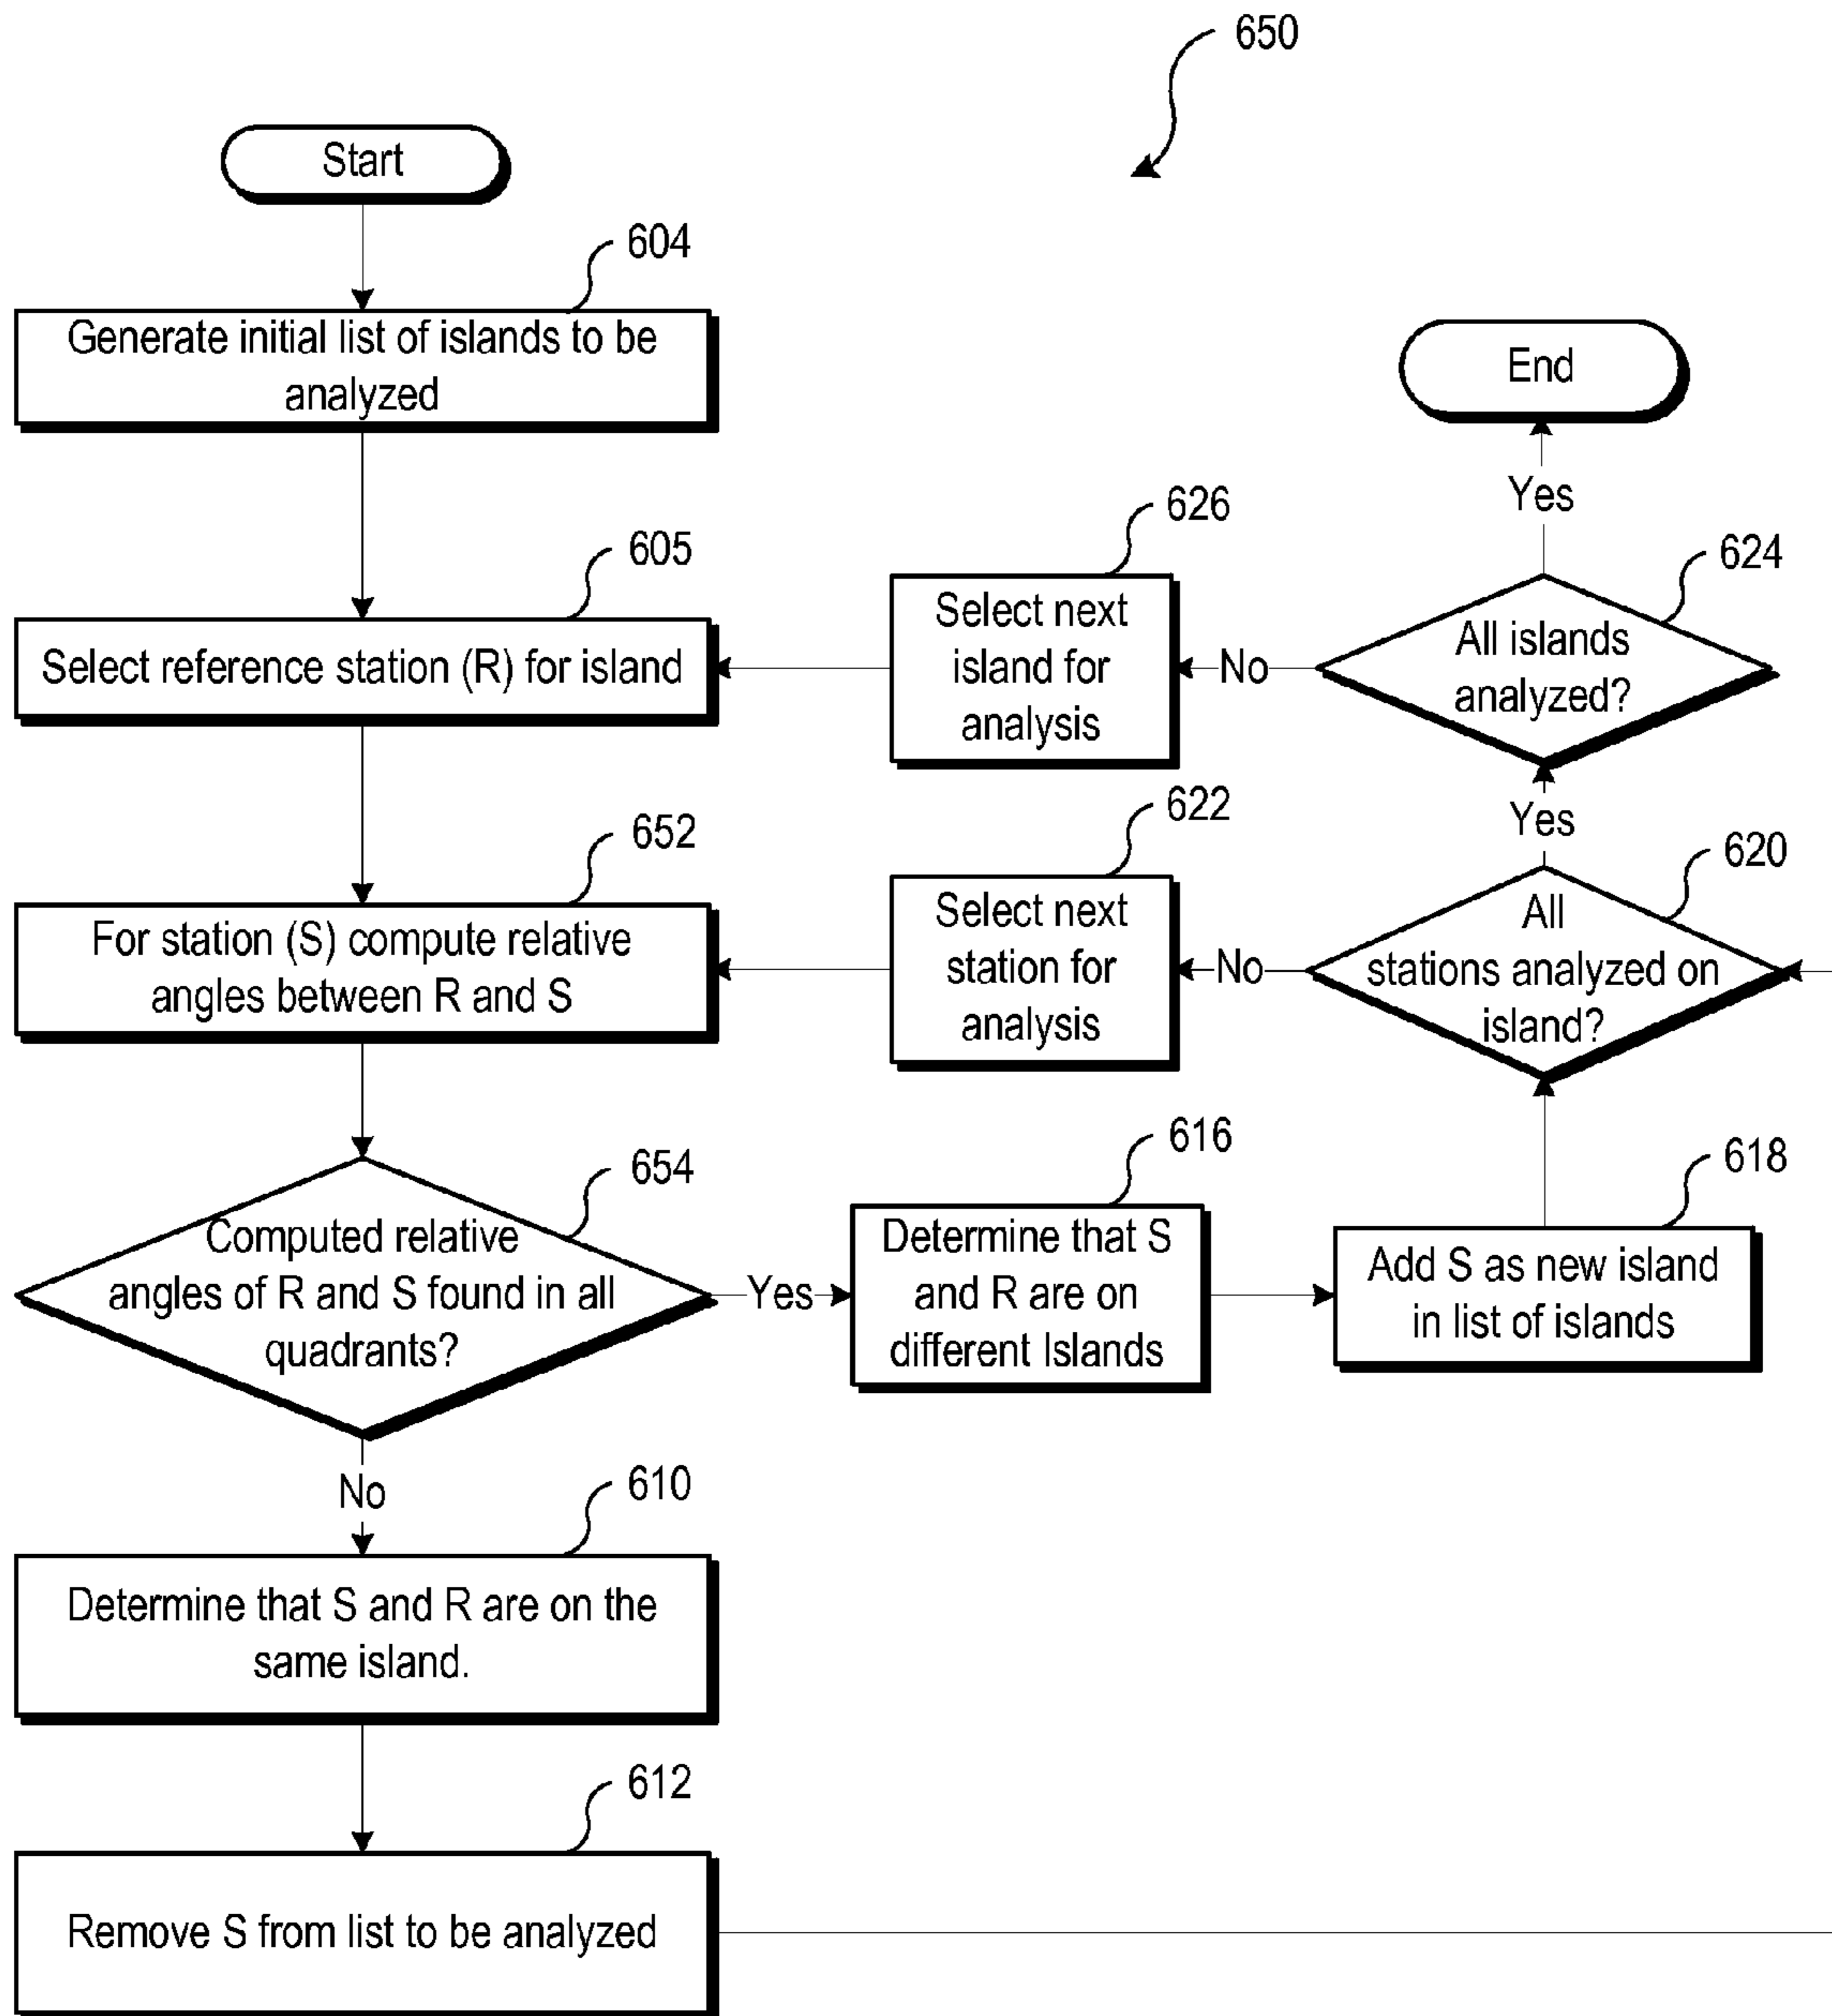 650
Start
604
Generate initial list of islands to be
analyzed
End
Yes
626
624
605
Select next
island for
analysis
All islands
analyzed?
Select reference station (R) for island
No
622
Yes
652
620
Select next
station for
analysis
All
stations analyzed on
island?
For station (S) compute relative
angles between R and S
No
616
654
618
Computed relative
angles of R and S found in all
quadrants?
Yes
Determine that S
and R are on
different Islands
Add S as new island
in list of islands
No
610
Determine that S and R are on the
same island.
612
Remove S from list to be analyzed